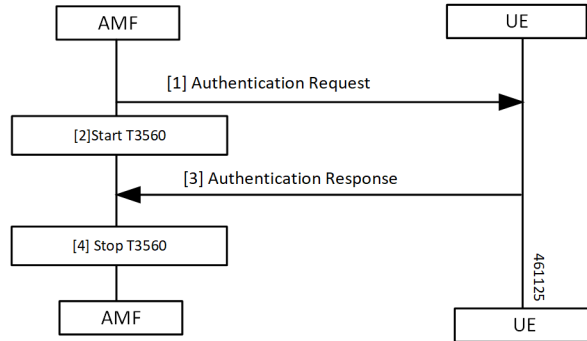 AMF
UE
[1] Authentication Request
[2]Start T3560
[3] Authentication Response
[4] Stop T3560
461125
AMF
UE